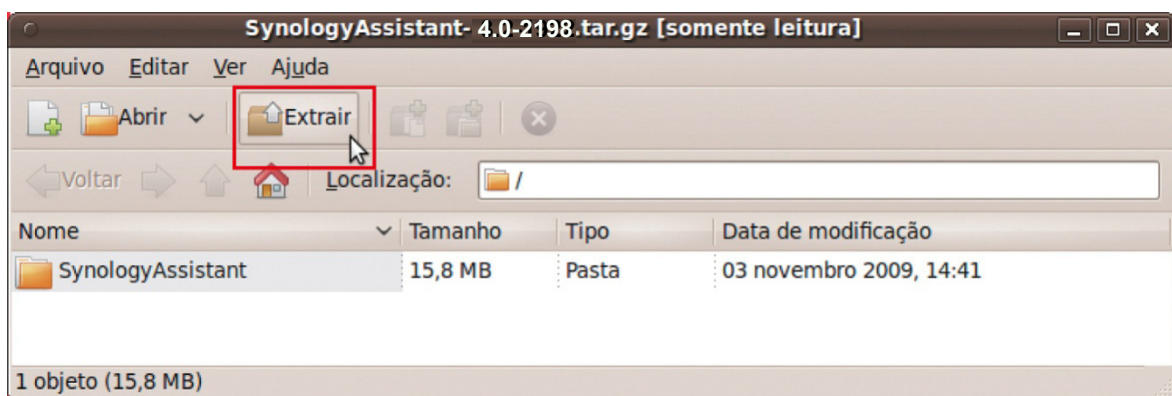 SynologyAssistant- 4.0-2198.tar.gz [somente leitura]
Arquivo Editar Ver Ajuda
Abrir Extrair
Voltar Localização: /
Nome Tamanho Tipo Data de modificação
SynologyAssistant 15,8 MB Pasta 03 novembro 2009, 14:41
1 objeto (15,8 MB)